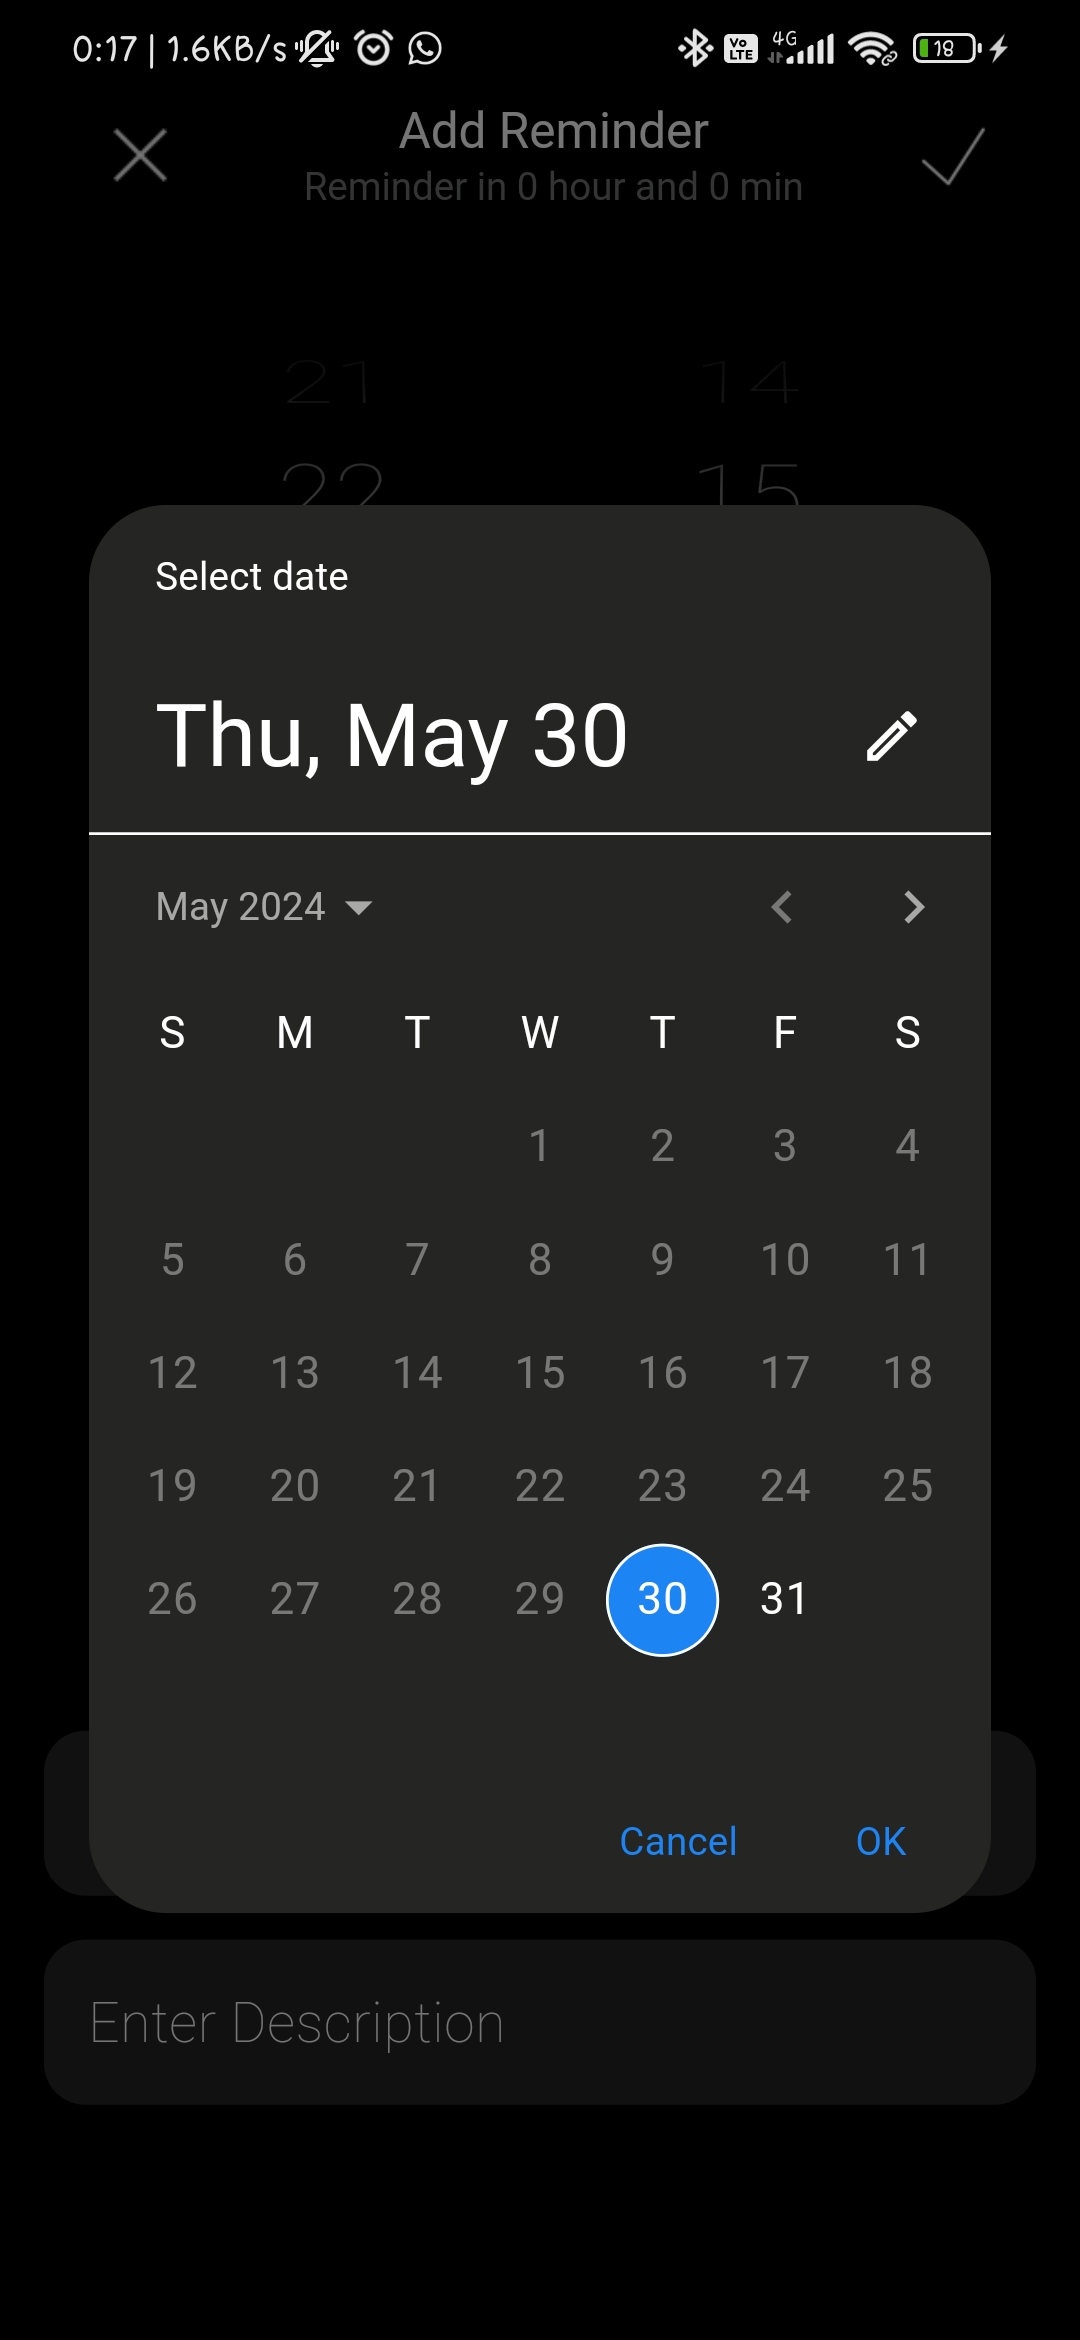 0:17 | 1.6KB/s Vo LTE 4G 18
Add Reminder
Reminder in 0 hour and 0 min
21 14
22 15
Select date
Thu, May 30
May 2024
S M T W T F S
1 2 3 4
5 6 7 8 9 10 11
12 13 14 15 16 17 18
19 20 21 22 23 24 25
26 27 28 29 30 31
Cancel OK
Enter Description